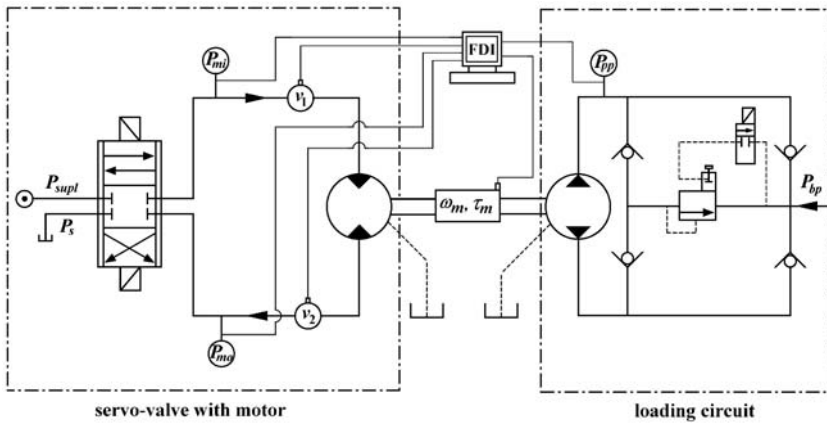 P_mi
FDI
P_pp
v_1
P_supl
P_s
P_bp
ω_m, τ_m
v_2
P_mo
servo-valve with motor
loading circuit